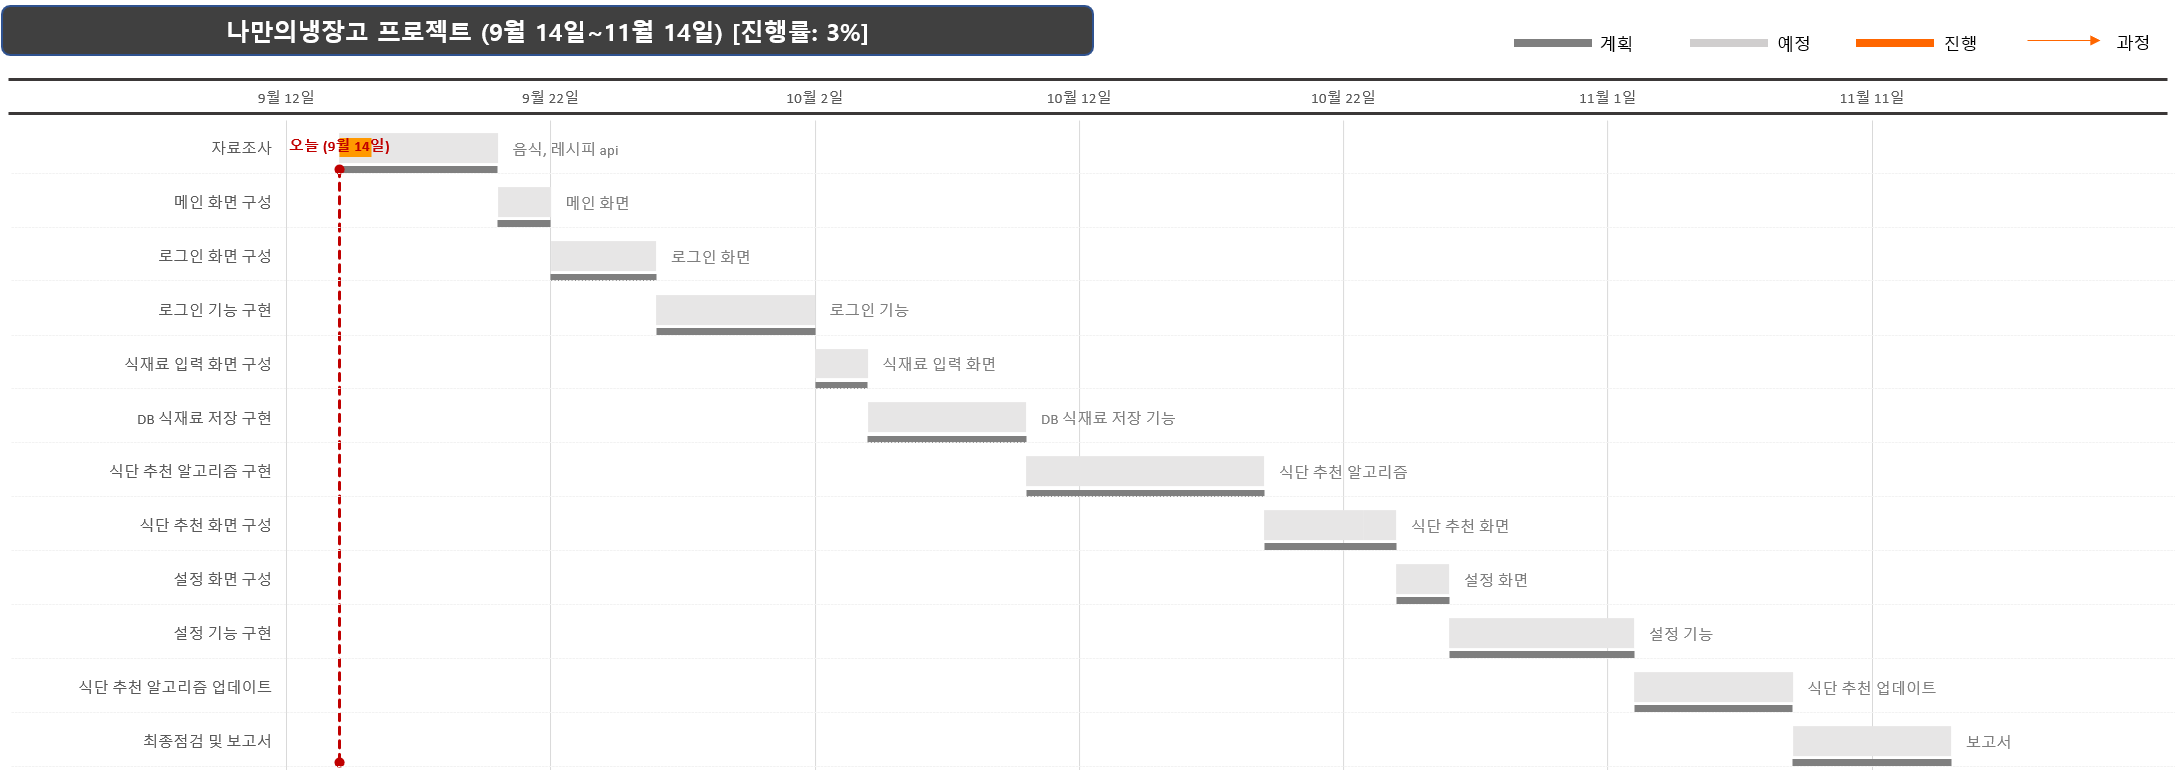 나만의냉장고 프로젝트 (9월 14일~11월 14일) [진행률: 3%]
계획
예정
진행
과정
9월 12일
9월 22일
10월 2일
10월 12일
10월 22일
11월 1일
11월 11일
자료조사
오늘 (9월 14일)
음식, 레시피 api
메인 화면 구성
메인 화면
로그인 화면 구성
로그인 화면
로그인 기능 구현
로그인 기능
식재료 입력 화면 구성
식재료 입력 화면
DB 식재료 저장 구현
DB 식재료 저장 기능
식단 추천 알고리즘 구현
식단 추천 알고리즘
식단 추천 화면 구성
식단 추천 화면
설정 화면 구성
설정 화면
설정 기능 구현
설정 기능
식단 추천 알고리즘 업데이트
식단 추천 업데이트
최종점검 및 보고서
보고서